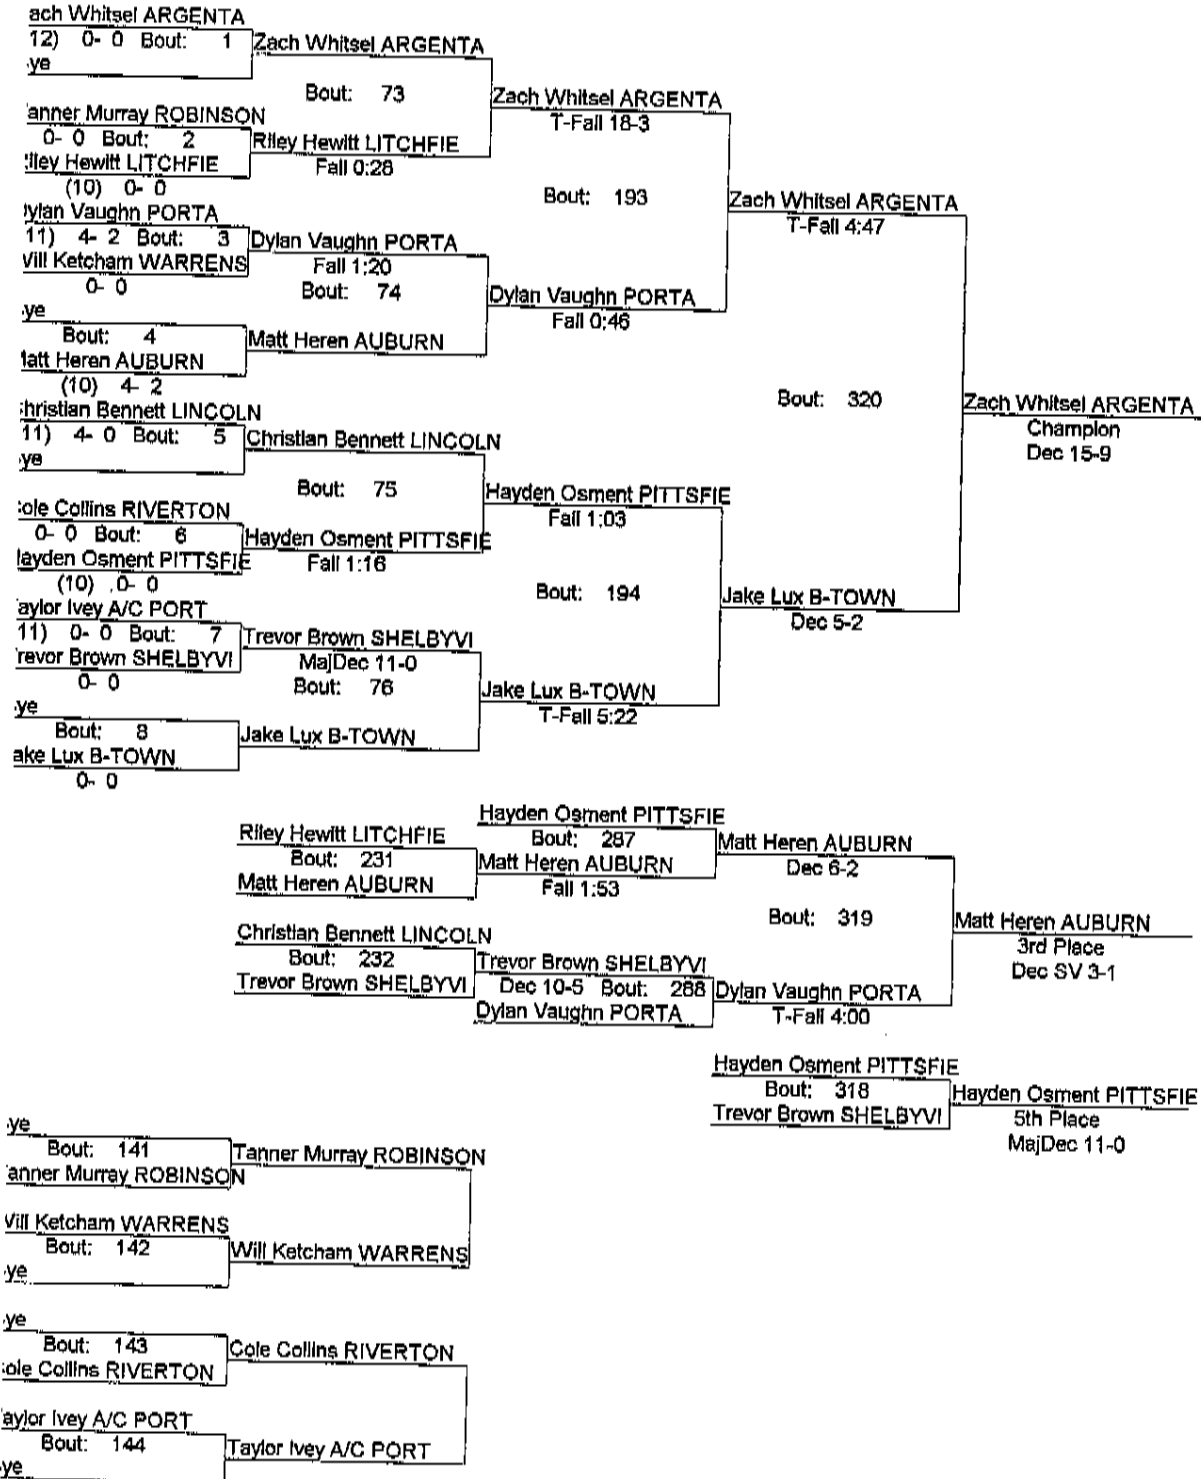 ach Whitsel ARGENTA
12) 0- 0 Bout: 1
Zach Whitsel ARGENTA
ye
Bout: 73
Zach Whitsel ARGENTA
T-Fall 18-3
anner Murray ROBINSON
0- 0 Bout: 2
Riley Hewitt LITCHFIE
Fall 0:28
iley Hewitt LITCHFIE
(10) 0- 0
Bout: 193
Zach Whitsel ARGENTA
T-Fall 4:47
ylan Vaughn PORTA
11) 4- 2 Bout: 3
Dylan Vaughn PORTA
Fall 1:20
Vill Ketcham WARRENS
0- 0
Bout: 74
Dylan Vaughn PORTA
Fall 0:46
ye
Bout: 4
Matt Heren AUBURN
latt Heren AUBURN
(10) 4- 2
Bout: 320
Zach Whitsel ARGENTA
Champion
Dec 15-9
hristian Bennett LINCOLN
11) 4- 0 Bout: 5
Christian Bennett LINCOLN
ye
Bout: 75
Hayden Osment PITTSFIE
Fall 1:03
ole Collins RIVERTON
0- 0 Bout: 6
Hayden Osment PITTSFIE
Fall 1:16
layden Osment PITTSFIE
(10) 0- 0
Bout: 194
Jake Lux B-TOWN
Dec 5-2
aylor Ivey A/C PORT
11) 0- 0 Bout: 7
Trevor Brown SHELBYVI
MajDec 11-0
revor Brown SHELBYVI
0- 0
Bout: 76
Jake Lux B-TOWN
T-Fall 5:22
ye
Bout: 8
Jake Lux B-TOWN
ake Lux B-TOWN
0- 0
Hayden Osment PITTSFIE
Riley Hewitt LITCHFIE
Bout: 287
Matt Heren AUBURN
Dec 6-2
Bout: 231
Matt Heren AUBURN
Fall 1:53
Matt Heren AUBURN
Bout: 319
Matt Heren AUBURN
3rd Place
Dec SV 3-1
Christian Bennett LINCOLN
Bout: 232
Trevor Brown SHELBYVI
Trevor Brown SHELBYVI
Dec 10-5 Bout: 288
Dylan Vaughn PORTA
T-Fall 4:00
Dylan Vaughn PORTA
Hayden Osment PITTSFIE
Bout: 318
Hayden Osment PITTSFIE
Trevor Brown SHELBYVI
5th Place
MajDec 11-0
ye
Bout: 141
Tanner Murray ROBINSON
anner Murray ROBINSON
Vill Ketcham WARRENS
Bout: 142
Will Ketcham WARRENS
ye
ye
Bout: 143
Cole Collins RIVERTON
ole Collins RIVERTON
aylor Ivey A/C PORT
Bout: 144
Taylor Ivey A/C PORT
ye